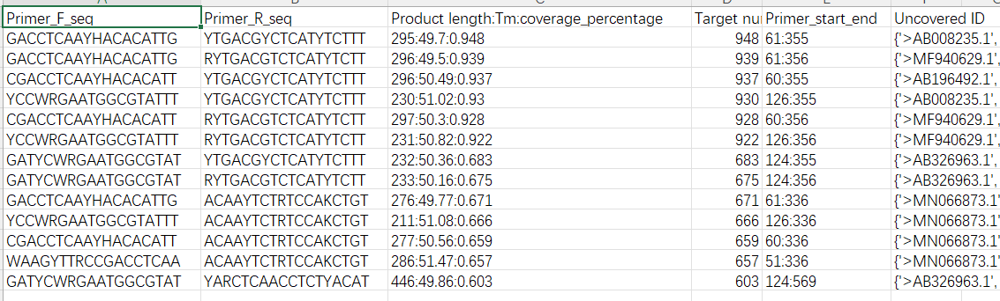 Primer_F_seq Primer_R_seq Product length:Tm:coverage_percentage Target nu Primer_start_end Uncovered ID
GACCTCAAYHACACATTG YTGACGYCTCATYTCTTT 295:49.7:0.948 948 61:355 {'>AB008235.1',
GACCTCAAYHACACATTG RYTGACGTCTCATYTCTT 296:49.5:0.939 939 61:356 {'>MF940629.1',
CGACCTCAAYHACACATT YTGACGYCTCATYTCTTT 296:50.49:0.937 937 60:355 {'>AB196492.1',
YCCWRGAATGGCGTATTT YTGACGYCTCATYTCTTT 230:51.02:0.93 930 126:355 {'>AB008235.1',
CGACCTCAAYHACACATT RYTGACGTCTCATYTCTT 297:50.3:0.928 928 60:356 {'>MF940629.1',
YCCWRGAATGGCGTATTT RYTGACGTCTCATYTCTT 231:50.82:0.922 922 126:356 {'>MF940629.1',
GATYCWRGAATGGCGTAT YTGACGYCTCATYTCTTT 232:50.36:0.683 683 124:355 {'>AB326963.1',
GATYCWRGAATGGCGTAT RYTGACGTCTCATYTCTT 233:50.16:0.675 675 124:356 {'>AB326963.1',
GACCTCAAYHACACATTG ACAAYTCTRTCCAKCTGT 276:49.77:0.671 671 61:336 {'>MN066873.1'
YCCWRGAATGGCGTATTT ACAAYTCTRTCCAKCTGT 211:51.08:0.666 666 126:336 {'>MN066873.1'
CGACCTCAAYHACACATT ACAAYTCTRTCCAKCTGT 277:50.56:0.659 659 60:336 {'>MN066873.1'
WAAGYTTRCCGACCTCAA ACAAYTCTRTCCAKCTGT 286:51.47:0.657 657 51:336 {'>MN066873.1'
GATYCWRGAATGGCGTAT YARCTCAACCTCTYACAT 446:49.86:0.603 603 124:569 {'>AB326963.1',